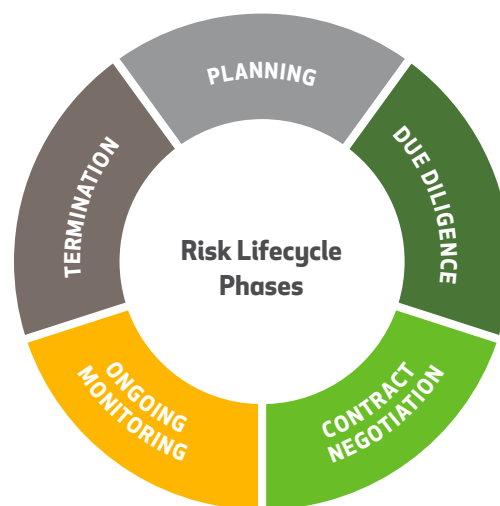 PLANNING
DUE DILIGENCE
CONTRACT
NEGOTIATION
ONGOING
MONITORING
TERMINATION
Risk Lifecycle
Phases